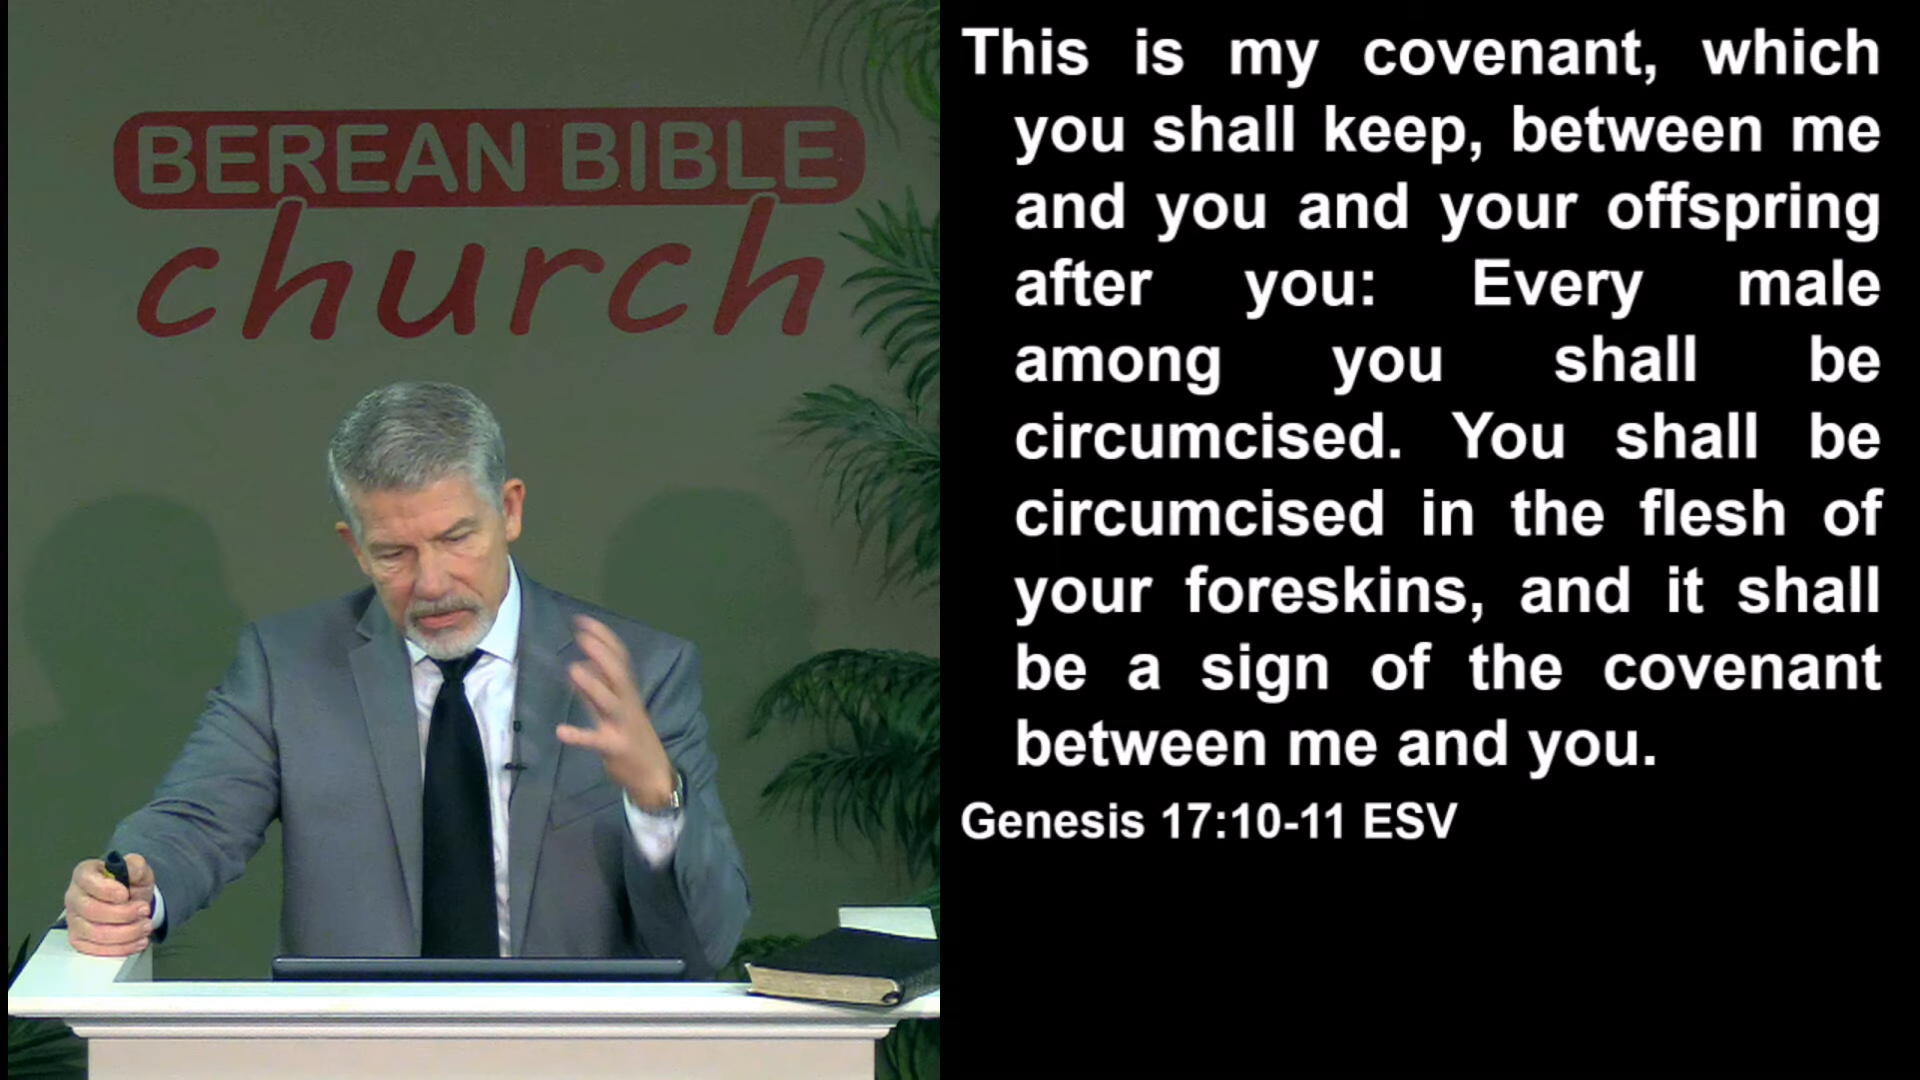 BEREAN BIBLE
church
This is my covenant, which
you shall keep, between me
and you and your offspring
after you: Every male
among you shall be
circumcised. You shall be
circumcised in the flesh of
your foreskins, and it shall
be a sign of the covenant
between me and you.
Genesis 17:10-11 ESV